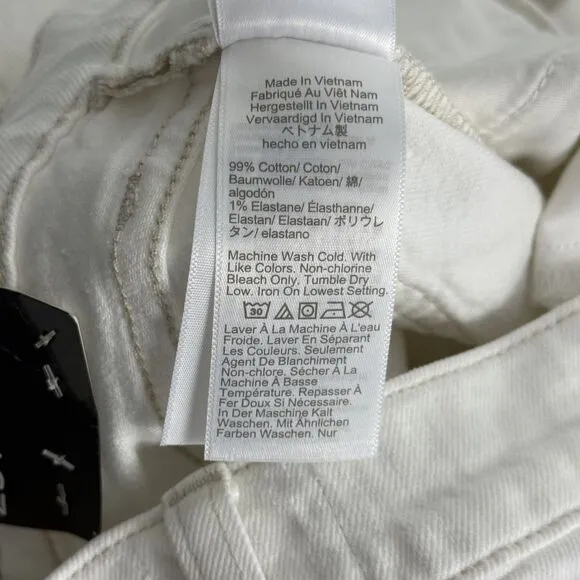 Made In Vietnam
Fabriqué Au Viêt Nam
Hergestellt In Vietnam
Vervaardigd In Vietnam
ベトナム製
hecho en vietnam
99% Cotton/ Coton/
Baumwolle/ Katoen/ 綿/
algodón
1% Elastane/ Élasthanne/
Elastan/ Elastaan/ ポリウレ
タン/ elastano
Machine Wash Cold. With
Like Colors. Non-chlorine
Bleach Only. Tumble Dry
Low. Iron On Lowest Setting.
30
Laver À La Machine À L'eau
Froide. Laver En Séparant
Les Couleurs. Seulement
Agent De Blanchiment
Non-chlore. Sécher À La
Machine À Basse
Température. Repasser À
Fer Doux Si Nécessaire.
In Der Maschine Kalt
Waschen. Mit Ähnlichen
Farben Waschen. Nur